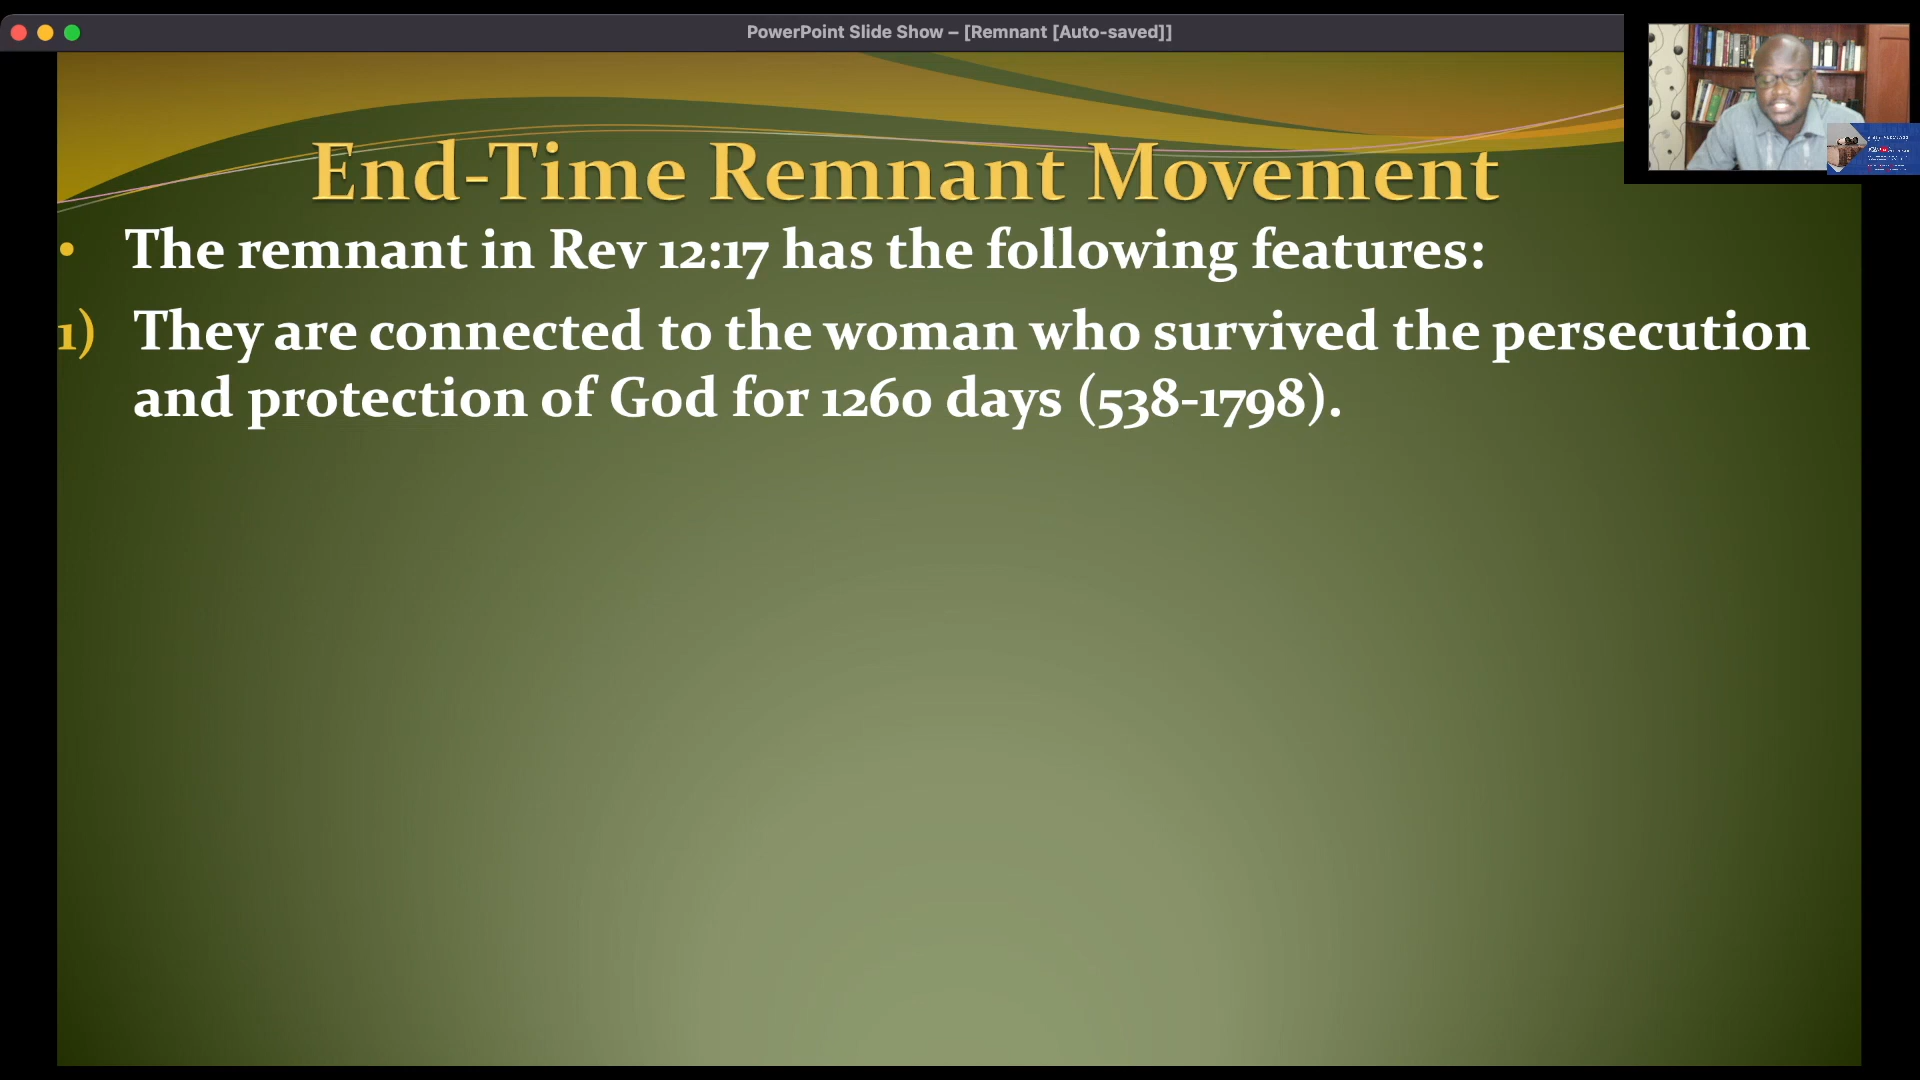 PowerPoint Slide Show – [Remnant [Auto-saved]]
End-Time Remnant Movement
• The remnant in Rev 12:17 has the following features:
1) They are connected to the woman who survived the persecution
and protection of God for 1260 days (538-1798).